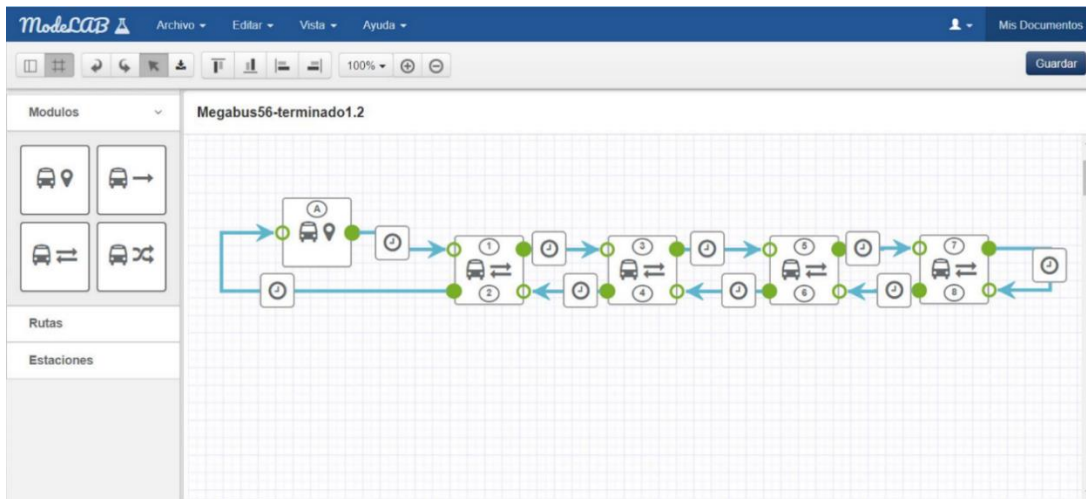 ModeLAB Archivo Editar Vista Ayuda Mis Documentos
100% Guardar
Modulos
Megabus56-terminado1.2
A
1 3 5 7
2 4 6 8
Rutas
Estaciones